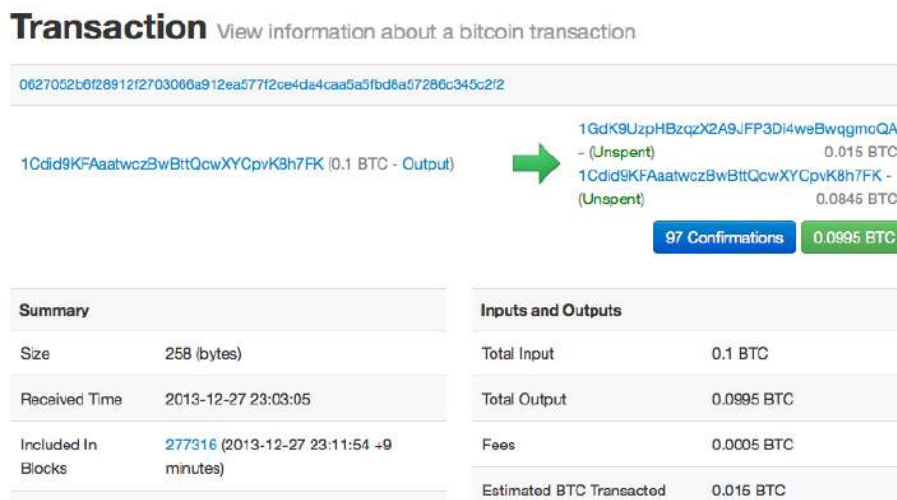 Transaction View information about a bitcoin transaction
0627052b6f28912f2703066a912ea577f2ce4da4caa5a5fbd8a57286c345c2f2
1Cdid9KFAaatwczBwBttQcwXYCpvK8h7FK (0.1 BTC - Output)
1GdK9UzpHBzqzX2A9JFP3Di4weBwqgmoQA
- (Unspent) 0.015 BTC
1Cdid9KFAaatwczBwBttQcwXYCpvK8h7FK -
(Unspent) 0.0845 BTC
97 Confirmations 0.0995 BTC
Summary
Size 258 (bytes)
Received Time 2013-12-27 23:03:05
Included In 277316 (2013-12-27 23:11:54 +9
Blocks minutes)
Inputs and Outputs
Total Input 0.1 BTC
Total Output 0.0995 BTC
Fees 0.0005 BTC
Estimated BTC Transacted 0.015 BTC